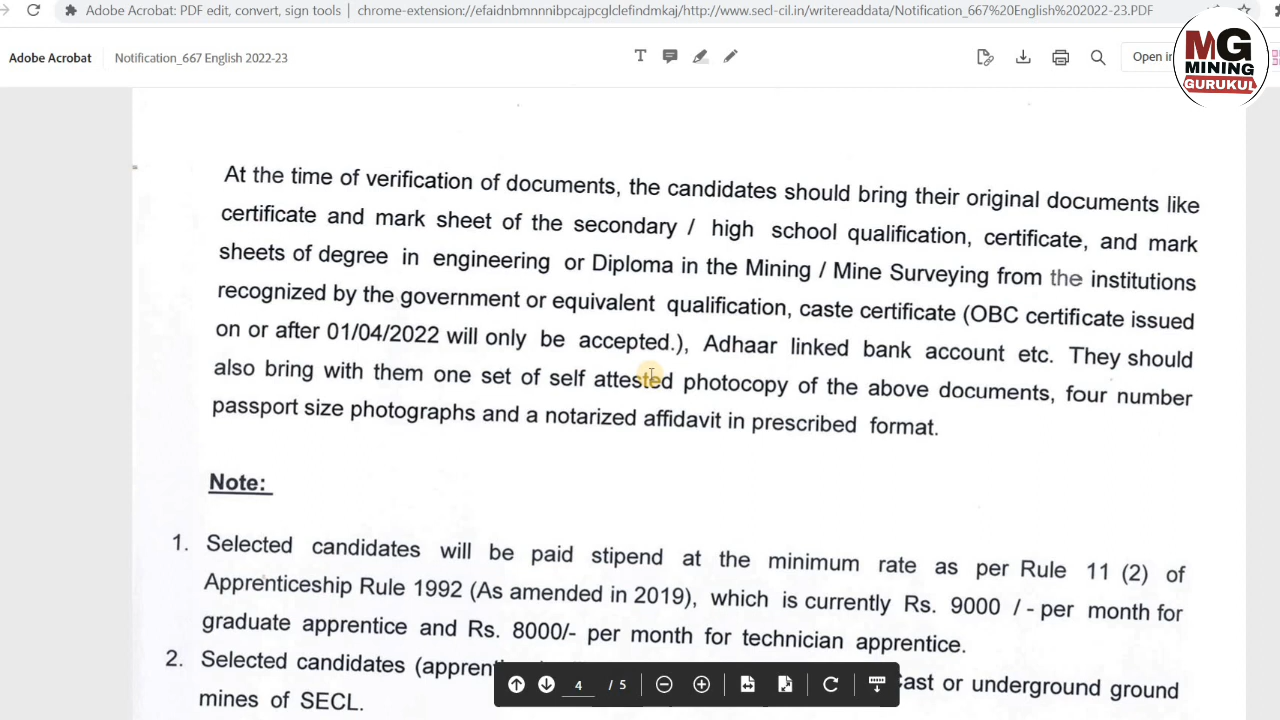 Adobe Acrobat: PDF edit, convert, sign tools | chrome-extension://efaidnbmnnnibpcajpcglclefindmkaj/http://www.secl-cil.in/writereaddata/Notification_667%20English%202022-23.PDF
Adobe Acrobat Notification_667 English 2022-23
Open in
MG
MINING
GURUKUL
At the time of verification of documents, the candidates should bring their original documents like
certificate and mark sheet of the secondary / high school qualification, certificate, and mark
sheets of degree in engineering or Diploma in the Mining / Mine Surveying from the institutions
recognized by the government or equivalent qualification, caste certificate (OBC certificate issued
on or after 01/04/2022 will only be accepted.), Adhaar linked bank account etc. They should
also bring with them one set of self attested photocopy of the above documents, four number
passport size photographs and a notarized affidavit in prescribed format.
Note:
1. Selected candidates will be paid stipend at the minimum rate as per Rule 11 (2) of
Apprenticeship Rule 1992 (As amended in 2019), which is currently Rs. 9000 /- per month for
graduate apprentice and Rs. 8000/- per month for technician apprentice.
2. Selected candidates or underground ground
mines of SECL.
4 / 5